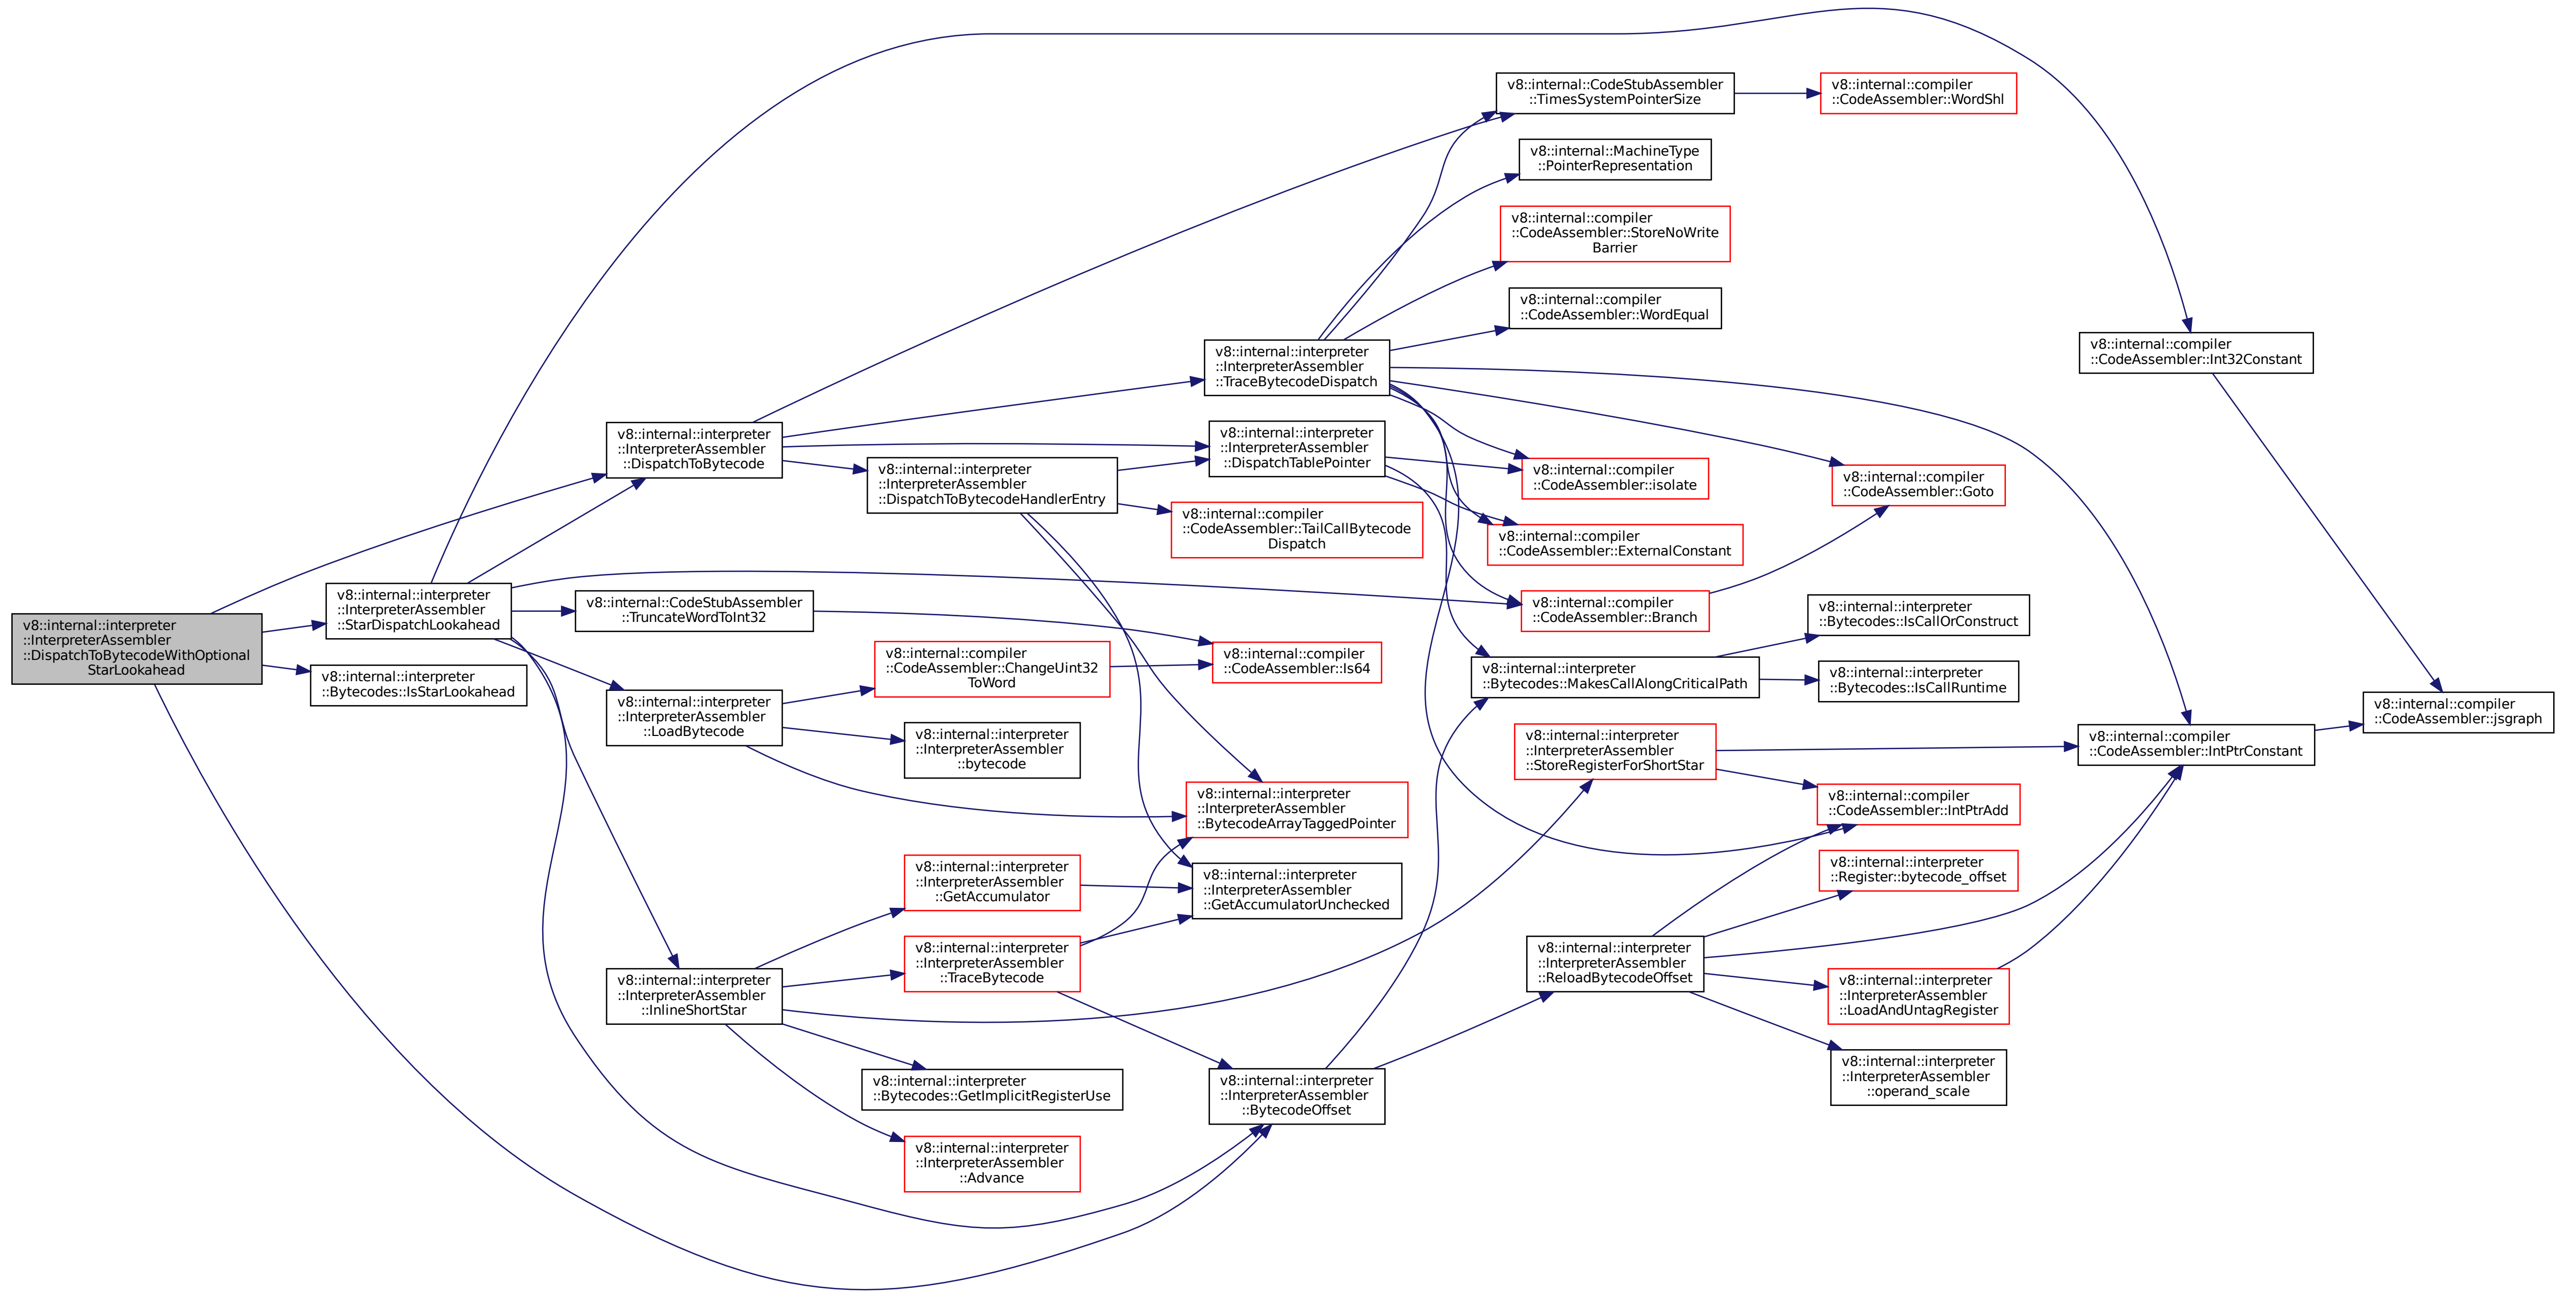 v8::internal::interpreter
::InterpreterAssembler
::DispatchToBytecodeWithOptional
StarLookahead
v8::internal::interpreter
::InterpreterAssembler
::StarDispatchLookahead
v8::internal::interpreter
::Bytecodes::IsStarLookahead
v8::internal::interpreter
::InterpreterAssembler
::DispatchToBytecode
v8::internal::CodeStubAssembler
::TruncateWordToInt32
v8::internal::interpreter
::InterpreterAssembler
::LoadBytecode
v8::internal::interpreter
::InterpreterAssembler
::InlineShortStar
v8::internal::interpreter
::InterpreterAssembler
::DispatchToBytecodeHandlerEntry
v8::internal::compiler
::CodeAssembler::ChangeUint32
ToWord
v8::internal::interpreter
::InterpreterAssembler
::bytecode
v8::internal::interpreter
::InterpreterAssembler
::GetAccumulator
v8::internal::interpreter
::InterpreterAssembler
::TraceBytecode
v8::internal::interpreter
::Bytecodes::GetImplicitRegisterUse
v8::internal::interpreter
::InterpreterAssembler
::Advance
v8::internal::interpreter
::InterpreterAssembler
::TraceBytecodeDispatch
v8::internal::interpreter
::InterpreterAssembler
::DispatchTablePointer
v8::internal::compiler
::CodeAssembler::TailCallBytecode
Dispatch
v8::internal::compiler
::CodeAssembler::Is64
v8::internal::interpreter
::InterpreterAssembler
::BytecodeArrayTaggedPointer
v8::internal::interpreter
::InterpreterAssembler
::GetAccumulatorUnchecked
v8::internal::interpreter
::InterpreterAssembler
::BytecodeOffset
v8::internal::CodeStubAssembler
::TimesSystemPointerSize
v8::internal::MachineType
::PointerRepresentation
v8::internal::compiler
::CodeAssembler::StoreNoWrite
Barrier
v8::internal::compiler
::CodeAssembler::WordEqual
v8::internal::compiler
::CodeAssembler::isolate
v8::internal::compiler
::CodeAssembler::ExternalConstant
v8::internal::compiler
::CodeAssembler::Branch
v8::internal::interpreter
::Bytecodes::MakesCallAlongCriticalPath
v8::internal::interpreter
::InterpreterAssembler
::StoreRegisterForShortStar
v8::internal::interpreter
::InterpreterAssembler
::ReloadBytecodeOffset
v8::internal::compiler
::CodeAssembler::WordShl
v8::internal::compiler
::CodeAssembler::Goto
v8::internal::interpreter
::Bytecodes::IsCallOrConstruct
v8::internal::interpreter
::Bytecodes::IsCallRuntime
v8::internal::compiler
::CodeAssembler::IntPtrAdd
v8::internal::interpreter
::Register::bytecode_offset
v8::internal::interpreter
::InterpreterAssembler
::LoadAndUntagRegister
v8::internal::interpreter
::InterpreterAssembler
::operand_scale
v8::internal::compiler
::CodeAssembler::Int32Constant
v8::internal::compiler
::CodeAssembler::IntPtrConstant
v8::internal::compiler
::CodeAssembler::jsgraph